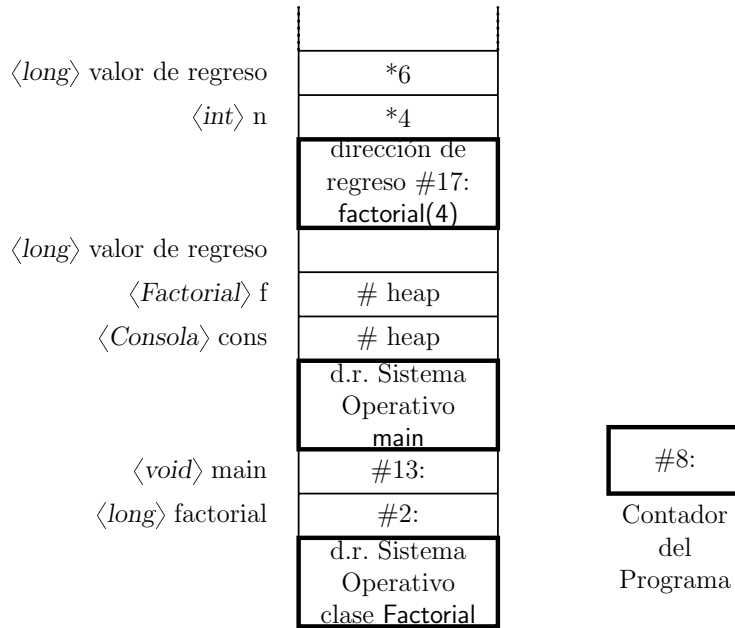 ⟨long⟩ valor de regreso *6
⟨int⟩ n *4
dirección de
regreso #17:
factorial(4)
⟨long⟩ valor de regreso
⟨Factorial⟩ f # heap
⟨Consola⟩ cons # heap
d.r. Sistema
Operativo
main
⟨void⟩ main #13:
⟨long⟩ factorial #2:
d.r. Sistema
Operativo
clase Factorial
#8:
Contador
del
Programa